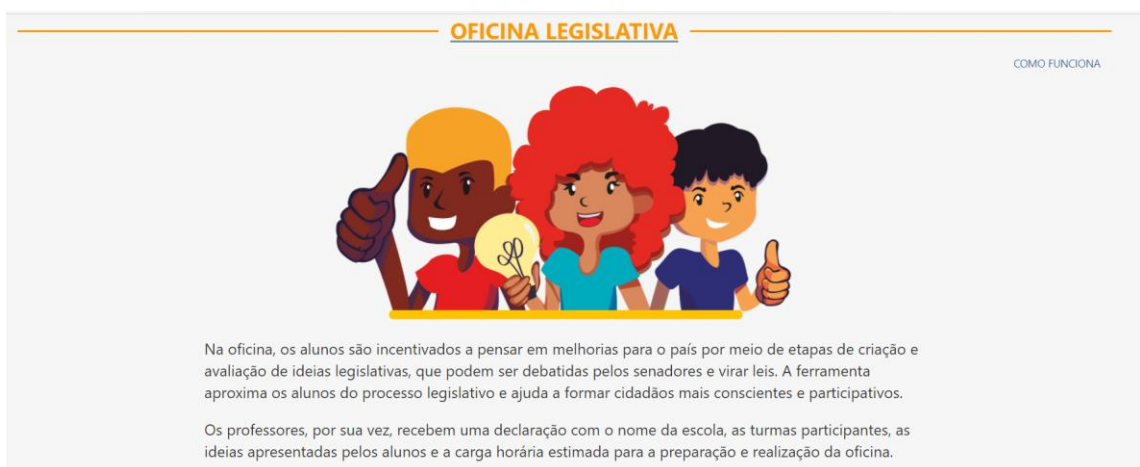 OFICINA LEGISLATIVA
COMO FUNCIONA
Na oficina, os alunos são incentivados a pensar em melhorias para o país por meio de etapas de criação e
avaliação de ideias legislativas, que podem ser debatidas pelos senadores e virar leis. A ferramenta
aproxima os alunos do processo legislativo e ajuda a formar cidadãos mais conscientes e participativos.
Os professores, por sua vez, recebem uma declaração com o nome da escola, as turmas participantes, as
ideias apresentadas pelos alunos e a carga horária estimada para a preparação e realização da oficina.